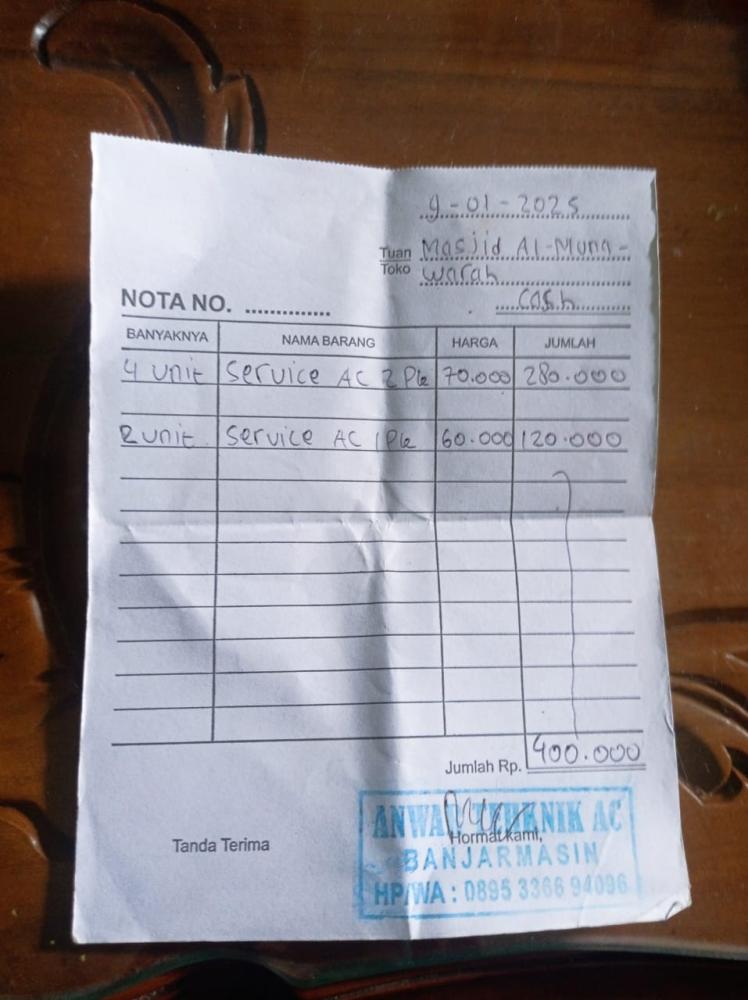 9-01-2025
Tuan Masjid Al-Muna-
Toko warah
Cash
NOTA NO. ..............
BANYAKNYA NAMA BARANG HARGA JUMLAH
4 unit Service AC 2 Pk 70.000 280.000
2 unit Service AC 1 Pk 60.000 120.000
Jumlah Rp. 400.000
Tanda Terima
Hormat kami,
TEKNIK AC
BANJARMASIN
HP/WA : 0895 3366 94096